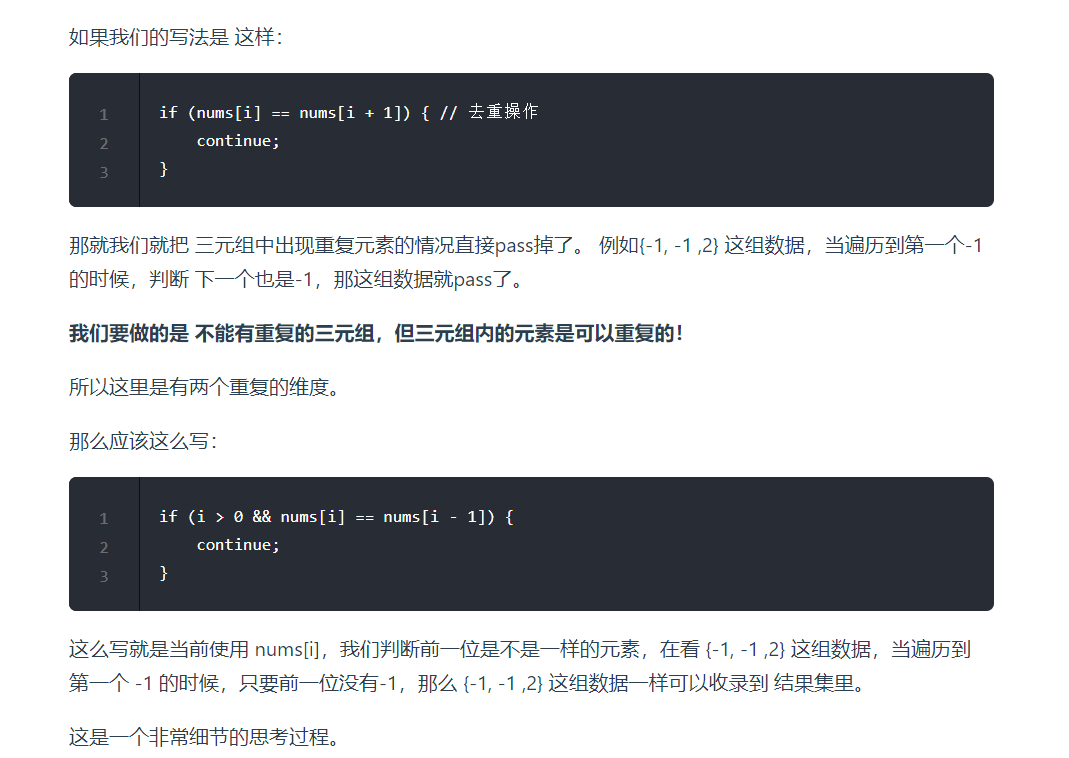 如果我们的写法是 这样：
1 if (nums[i] == nums[i + 1]) { // 去重操作
2     continue;
3 }
那就我们就把 三元组中出现重复元素的情况直接pass掉了。 例如{-1, -1 ,2} 这组数据，当遍历到第一个-1
的时候，判断 下一个也是-1，那这组数据就pass了。
我们要做的是 不能有重复的三元组，但三元组内的元素是可以重复的！
所以这里是有两个重复的维度。
那么应该这么写：
1 if (i > 0 && nums[i] == nums[i - 1]) {
2     continue;
3 }
这么写就是当前使用 nums[i]，我们判断前一位是不是一样的元素，在看 {-1, -1 ,2} 这组数据，当遍历到
第一个 -1 的时候，只要前一位没有-1，那么 {-1, -1 ,2} 这组数据一样可以收录到 结果集里。
这是一个非常细节的思考过程。